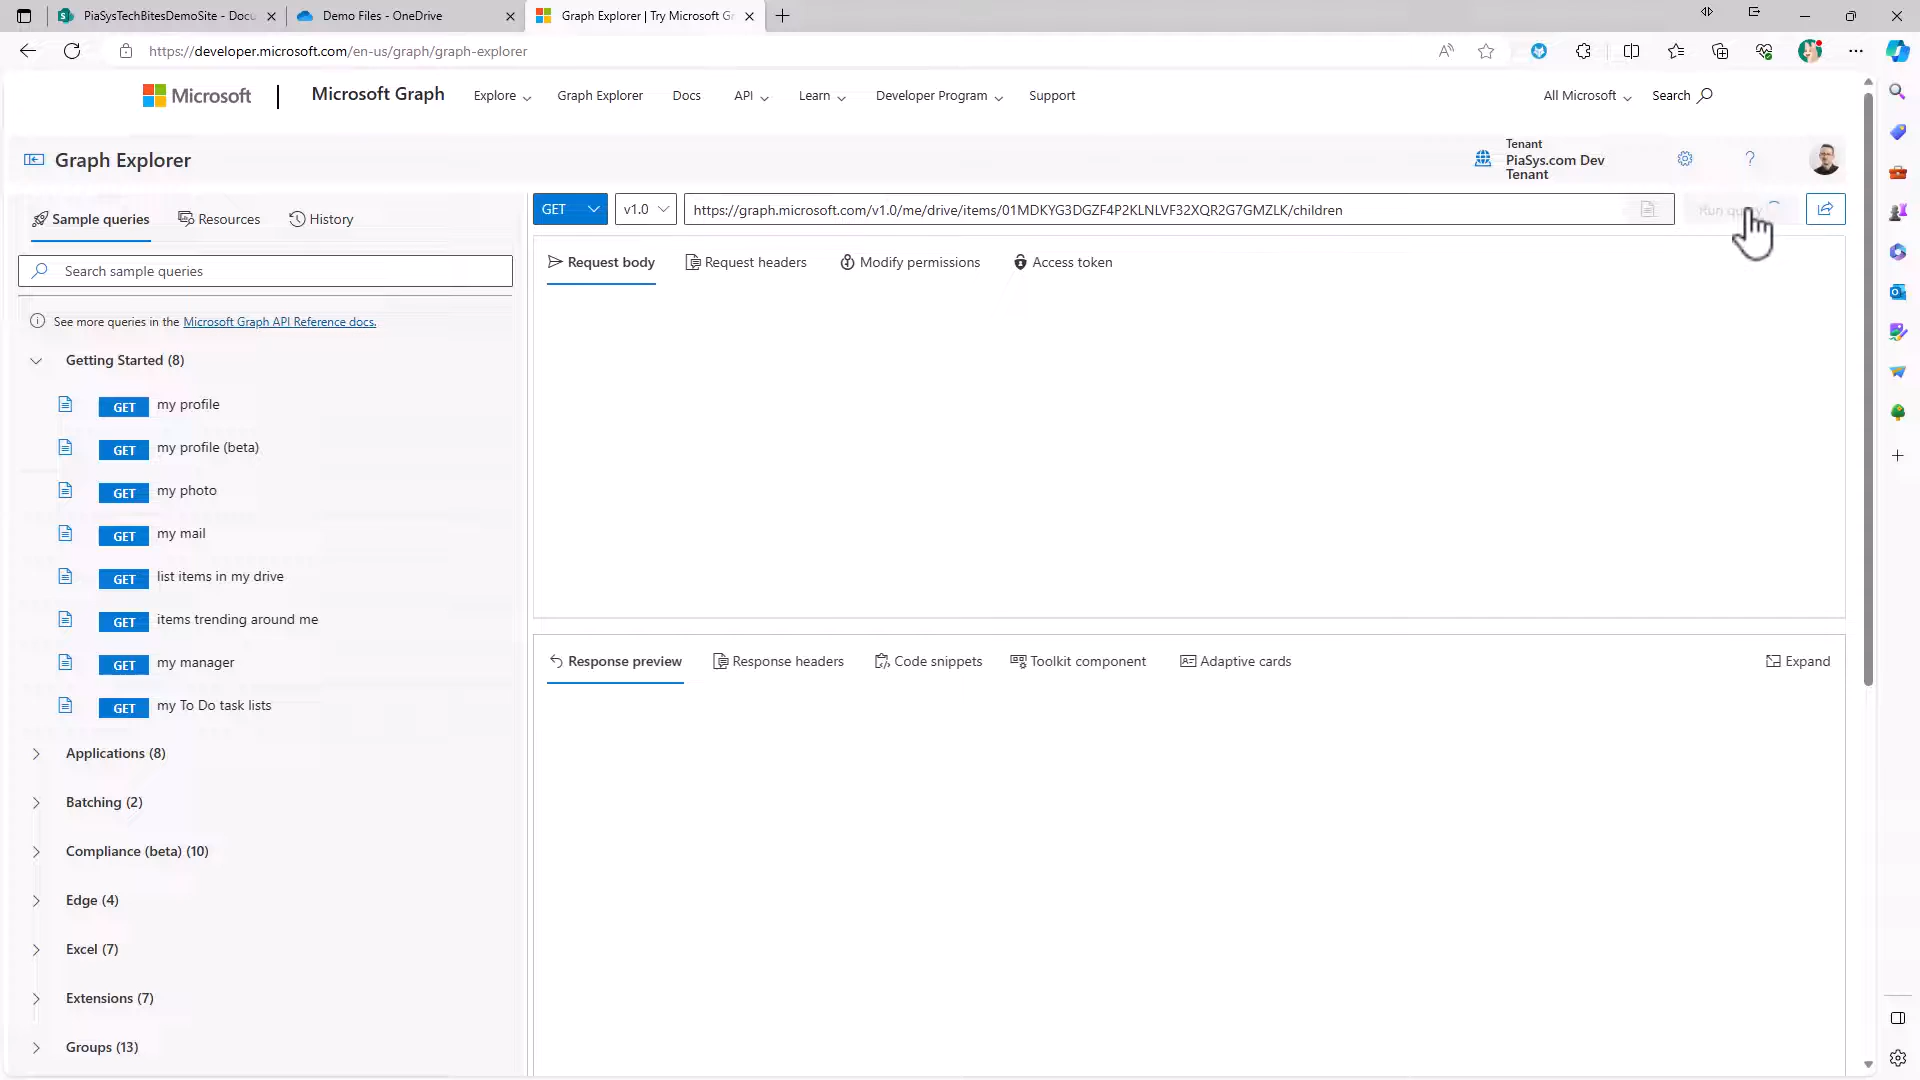 PiaSysTechBitesDemoSite - Docu
Demo Files - OneDrive
Graph Explorer | Try Microsoft Gr
https://developer.microsoft.com/en-us/graph/graph-explorer
Microsoft
Microsoft Graph
Explore
Graph Explorer
Docs
API
Learn
Developer Program
Support
All Microsoft
Search
Graph Explorer
Tenant
PiaSys.com Dev
Tenant
Sample queries
Resources
History
GET
v1.0
https://graph.microsoft.com/v1.0/me/drive/items/01MDKYG3DGZF4P2KLNLVF32XQR2G7GMZLK/children
Run query
Search sample queries
See more queries in the Microsoft Graph API Reference docs.
Request body
Request headers
Modify permissions
Access token
Getting Started (8)
GET my profile
GET my profile (beta)
GET my photo
GET my mail
GET list items in my drive
GET items trending around me
GET my manager
GET my To Do task lists
Applications (8)
Batching (2)
Compliance (beta) (10)
Edge (4)
Excel (7)
Extensions (7)
Groups (13)
Response preview
Response headers
Code snippets
Toolkit component
Adaptive cards
Expand